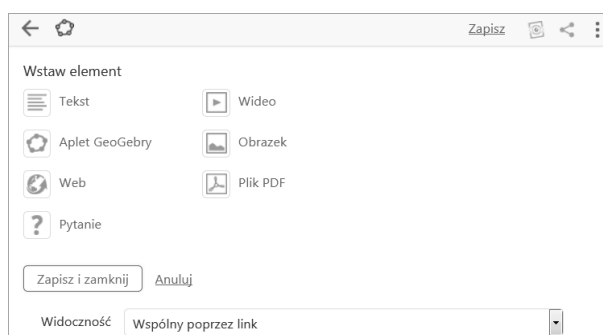 Zapisz
Wstaw element
Tekst
Wideo
Aplet GeoGebry
Obrazek
Web
Plik PDF
Pytanie
Zapisz i zamknij
Anuluj
Widoczność
Wspólny poprzez link